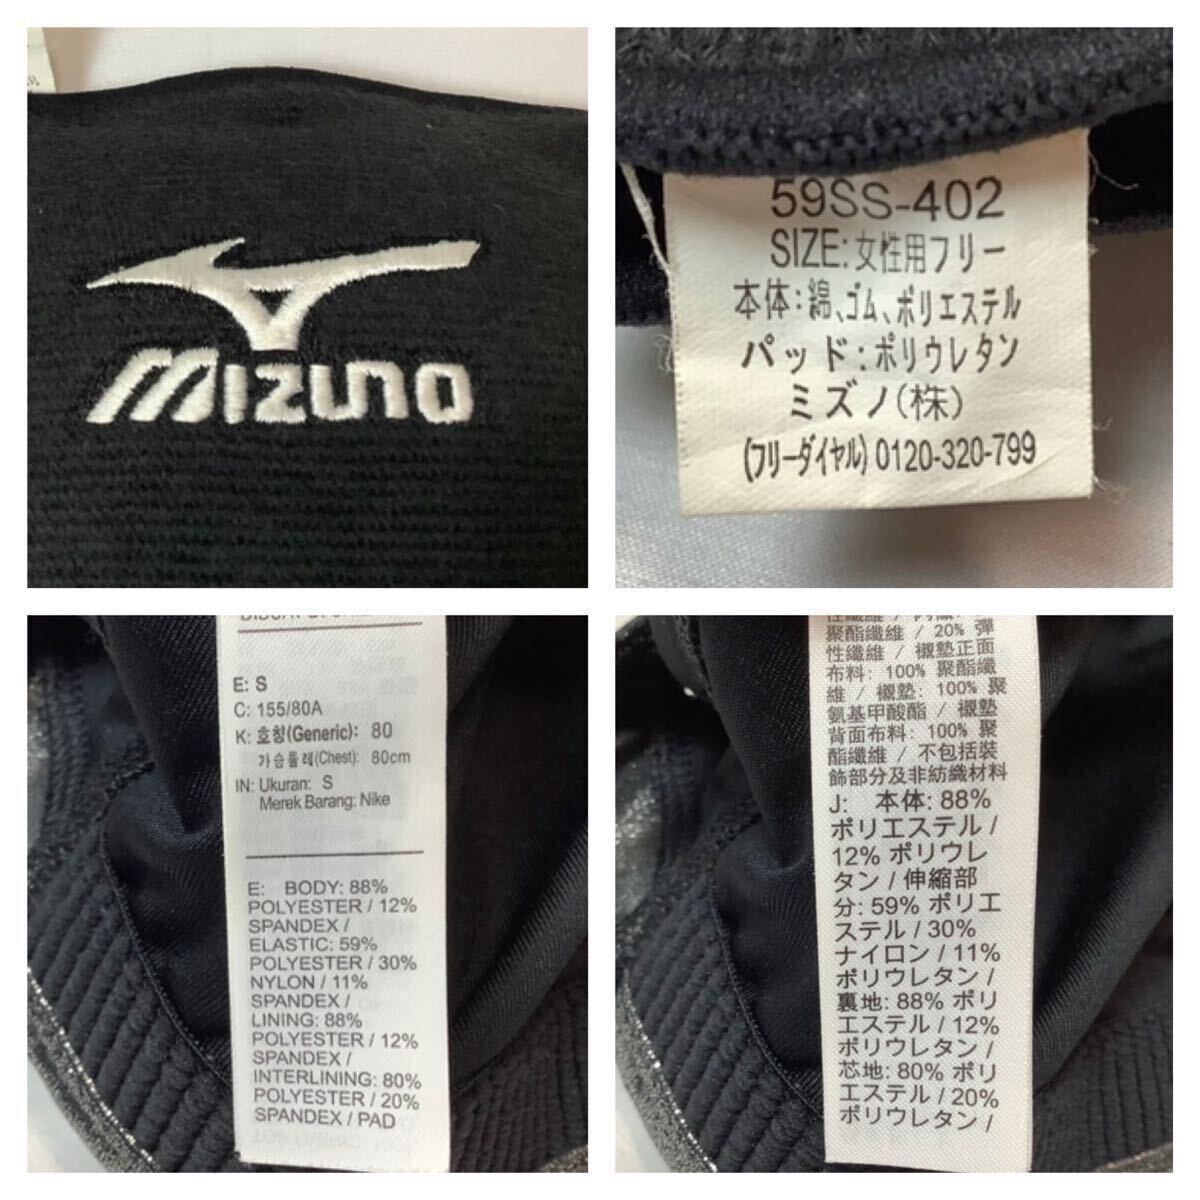 mizuno
59SS-402
SIZE:女性用フリー
本体:綿、ゴム、ポリエステル
パッド:ポリウレタン
ミズノ(株)
(フリーダイヤル)0120-320-799
E: S
C: 155/80A
K: 호칭(Generic): 80
가슴둘레(Chest): 80cm
IN: Ukuran: S
Merek Barang: Nike
E: BODY: 88%
POLYESTER / 12%
SPANDEX /
ELASTIC: 59%
POLYESTER / 30%
NYLON / 11%
SPANDEX /
LINING: 88%
POLYESTER / 12%
SPANDEX /
INTERLINING: 80%
POLYESTER / 20%
SPANDEX / PAD
聚酯纖維 / 20% 彈
性纖維 / 襯墊正面
布料: 100% 聚酯纖
維 / 襯墊: 100% 聚
氨基甲酸酯 / 襯墊
背面布料: 100% 聚
酯纖維 / 不包括裝
飾部分及非紡織材料
J: 本体: 88%
ポリエステル /
12% ポリウレ
タン / 伸縮部
分: 59% ポリエ
ステル / 30%
ナイロン / 11%
ポリウレタン /
裏地: 88% ポリ
エステル / 12%
ポリウレタン /
芯地: 80% ポリ
エステル / 20%
ポリウレタン /